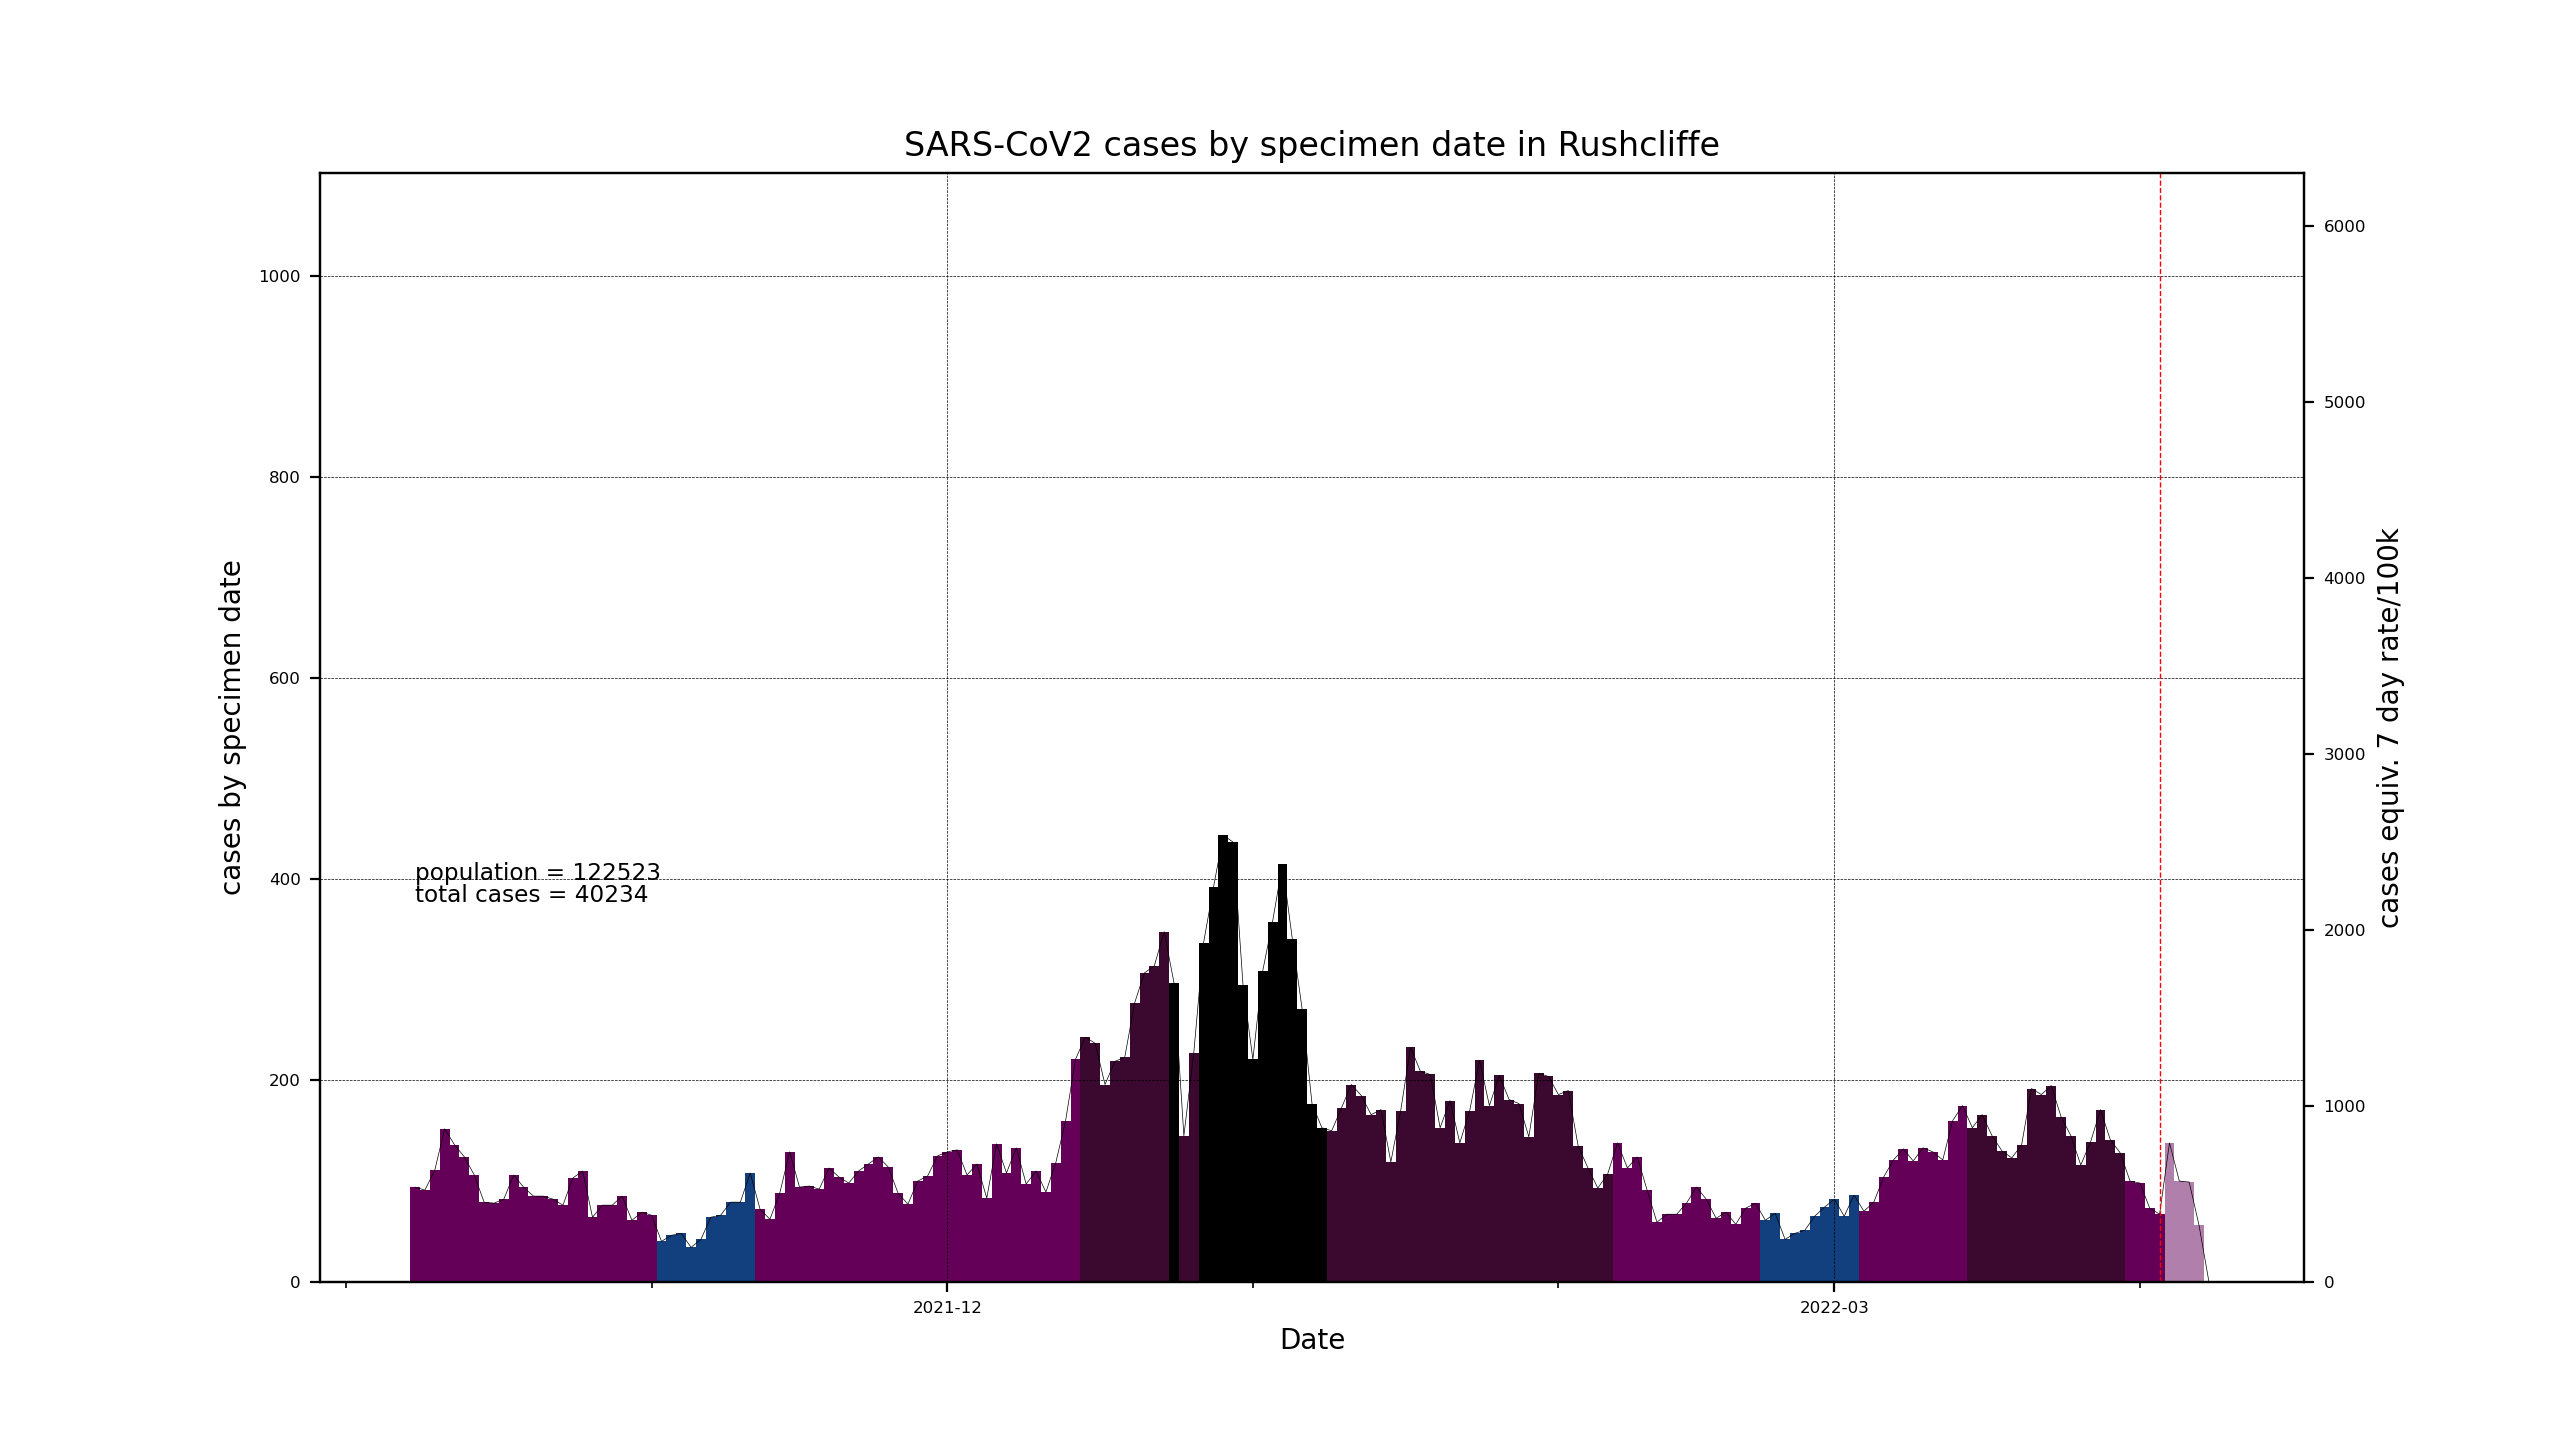 SARS-CoV2 cases by specimen date in Rushcliffe
cases by specimen date
1000
800
600
400
200
0
population = 122523
total cases = 40234
6000
5000
4000
3000
2000
1000
0
cases equiv. 7 day rate/100k
2021-12
2022-03
Date